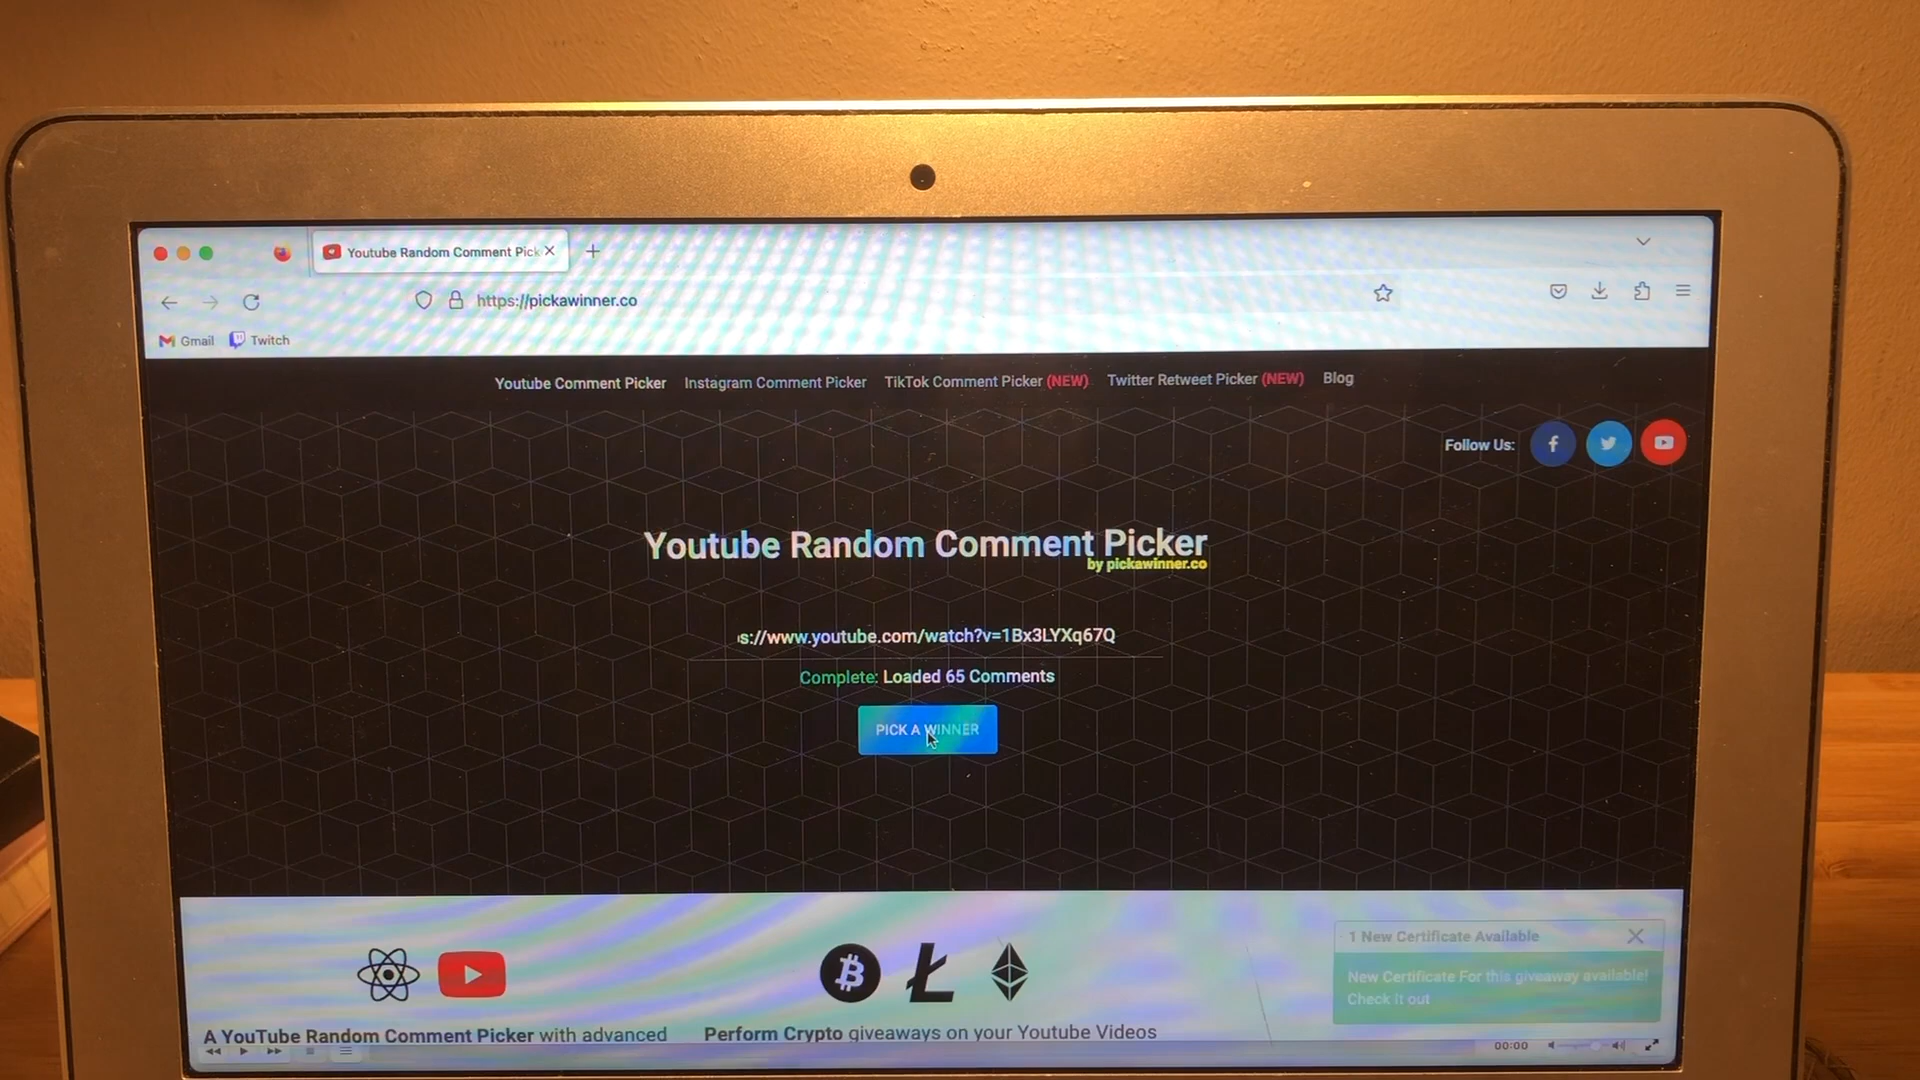 Youtube Random Comment Pick
https://pickawinner.co
Gmail Twitch
Youtube Comment Picker Instagram Comment Picker TikTok Comment Picker (NEW) Twitter Retweet Picker (NEW) Blog
Follow Us:
Youtube Random Comment Picker
by pickawinner.co
s://www.youtube.com/watch?v=1Bx3LYXq67Q
Complete: Loaded 65 Comments
PICK A WINNER
1 New Certificate Available
New Certificate For this giveaway available!
Check it out
A YouTube Random Comment Picker with advanced
Perform Crypto giveaways on your Youtube Videos
00:00